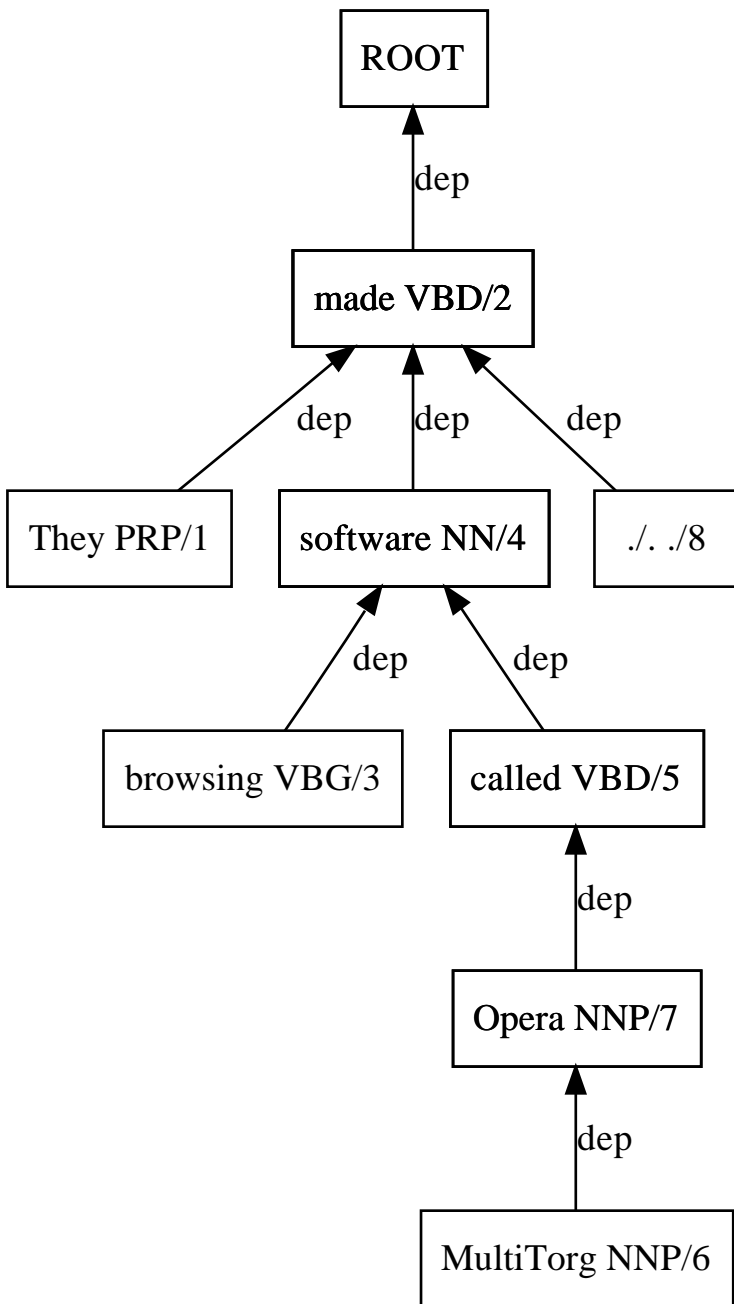 ROOT
dep
made VBD/2
dep dep dep
They PRP/1 software NN/4 ./. ./8
dep dep
browsing VBG/3 called VBD/5
dep
Opera NNP/7
dep
MultiTorg NNP/6